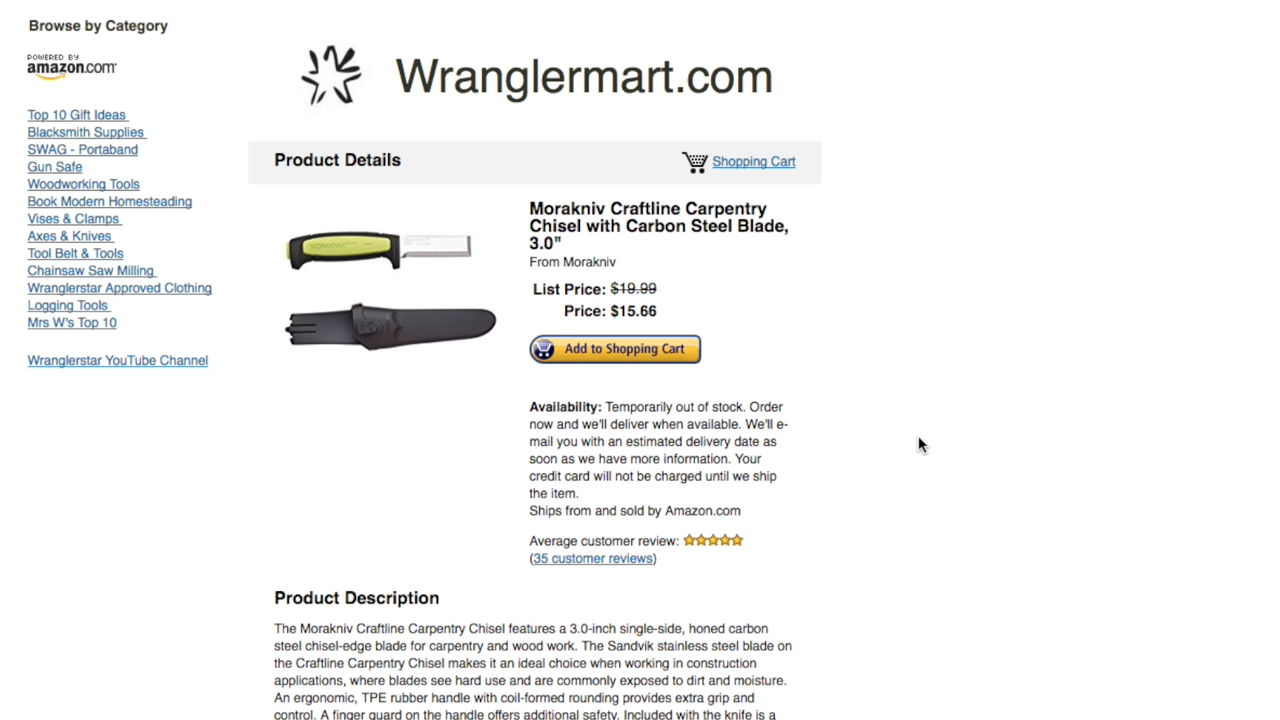 Browse by Category
POWERED BY
amazon.com
Top 10 Gift Ideas
Blacksmith Supplies
SWAG - Portaband
Gun Safe
Woodworking Tools
Book Modern Homesteading
Vises & Clamps
Axes & Knives
Tool Belt & Tools
Chainsaw Saw Milling
Wranglerstar Approved Clothing
Logging Tools
Mrs W's Top 10
Wranglerstar YouTube Channel
Wranglermart.com
Product Details
Shopping Cart
Morakniv Craftline Carpentry
Chisel with Carbon Steel Blade,
3.0"
From Morakniv
List Price: $19.99
Price: $15.66
Add to Shopping Cart
Availability: Temporarily out of stock. Order
now and we'll deliver when available. We'll e-
mail you with an estimated delivery date as
soon as we have more information. Your
credit card will not be charged until we ship
the item.
Ships from and sold by Amazon.com
Average customer review:
(35 customer reviews)
Product Description
The Morakniv Craftline Carpentry Chisel features a 3.0-inch single-side, honed carbon
steel chisel-edge blade for carpentry and wood work. The Sandvik stainless steel blade on
the Craftline Carpentry Chisel makes it an ideal choice when working in construction
applications, where blades see hard use and are commonly exposed to dirt and moisture.
An ergonomic, TPE rubber handle with coil-formed rounding provides extra grip and
control. A finger guard on the handle offers additional safety. Included with the knife is a